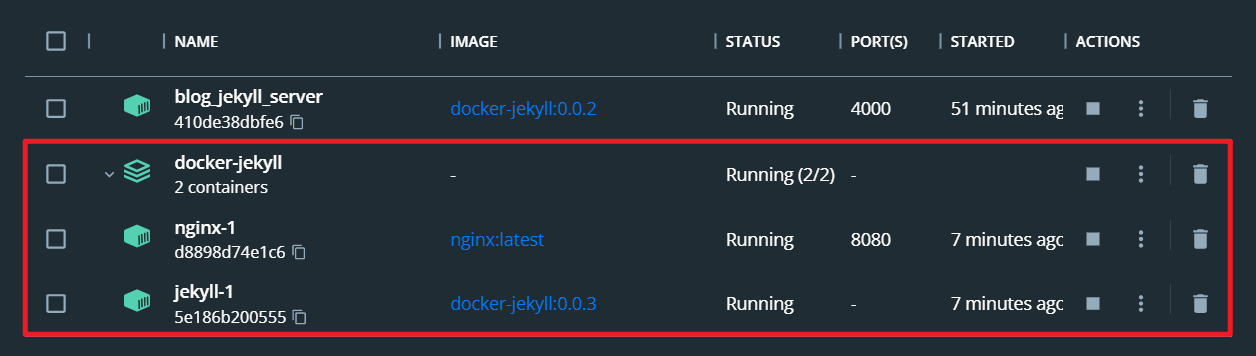 NAME IMAGE STATUS PORT(S) STARTED ACTIONS
blog_jekyll_server
410de38dbfe6 docker-jekyll:0.0.2 Running 4000 51 minutes ag
docker-jekyll
2 containers - Running (2/2) -
nginx-1
d8898d74e1c6 nginx:latest Running 8080 7 minutes ago
jekyll-1
5e186b200555 docker-jekyll:0.0.3 Running - 7 minutes ago